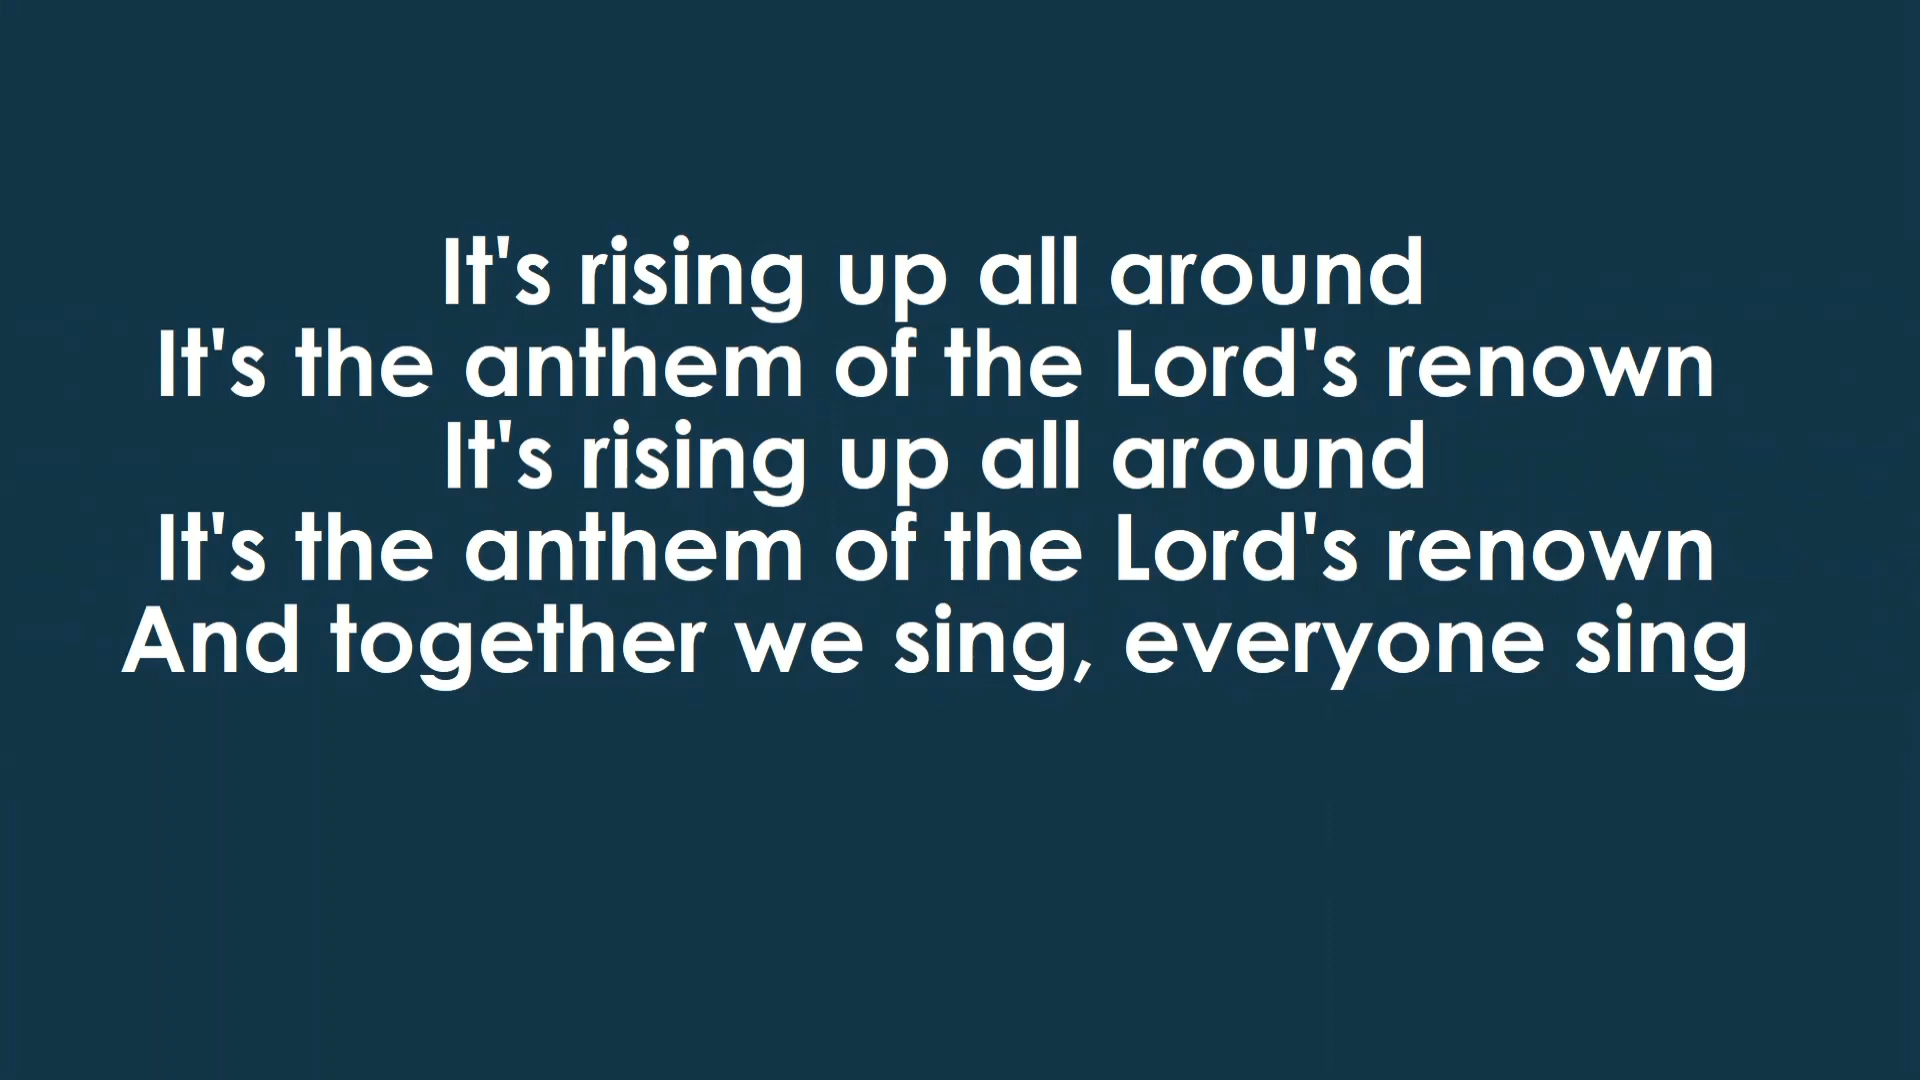 It's rising up all around
It's the anthem of the Lord's renown
It's rising up all around
It's the anthem of the Lord's renown
And together we sing, everyone sing